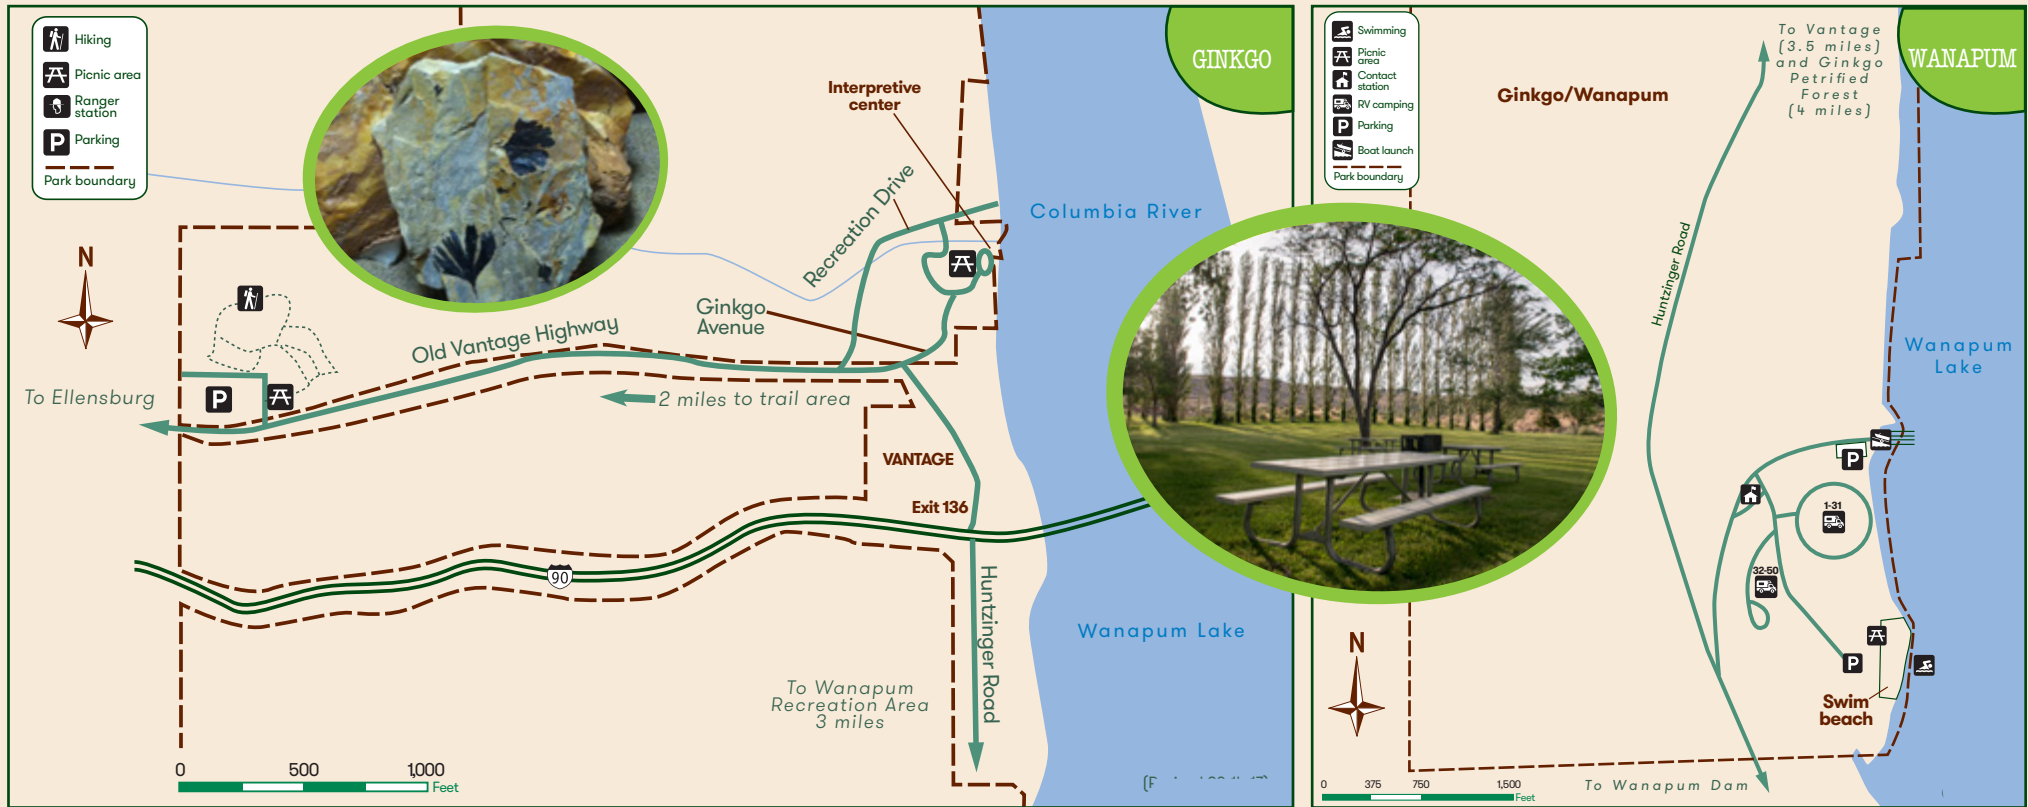 Hiking
Picnic area
Ranger
station
P
Parking
Park boundary
GINKGO
Interpretive
center
Recreation Drive
Columbia River
N
Ginkgo
Avenue
Old Vantage Highway
To Ellensburg
P
2 miles to trail area
VANTAGE
Exit 136
90
Huntzinger Road
Wanapum Lake
To Wanapum
Recreation Area
3 miles
0 500 1,000
Feet
Swimming
Picnic
area
Contact
station
RV camping
P
Parking
Boat launch
Park boundary
Ginkgo/Wanapum
To Vantage
(3.5 miles)
and Ginkgo
Petrified
Forest
(4 miles)
WANAPUM
Huntzinger Road
Wanapum
Lake
P
1-31
32-50
P
Swim
beach
N
To Wanapum Dam
0 375 750 1,500
Feet